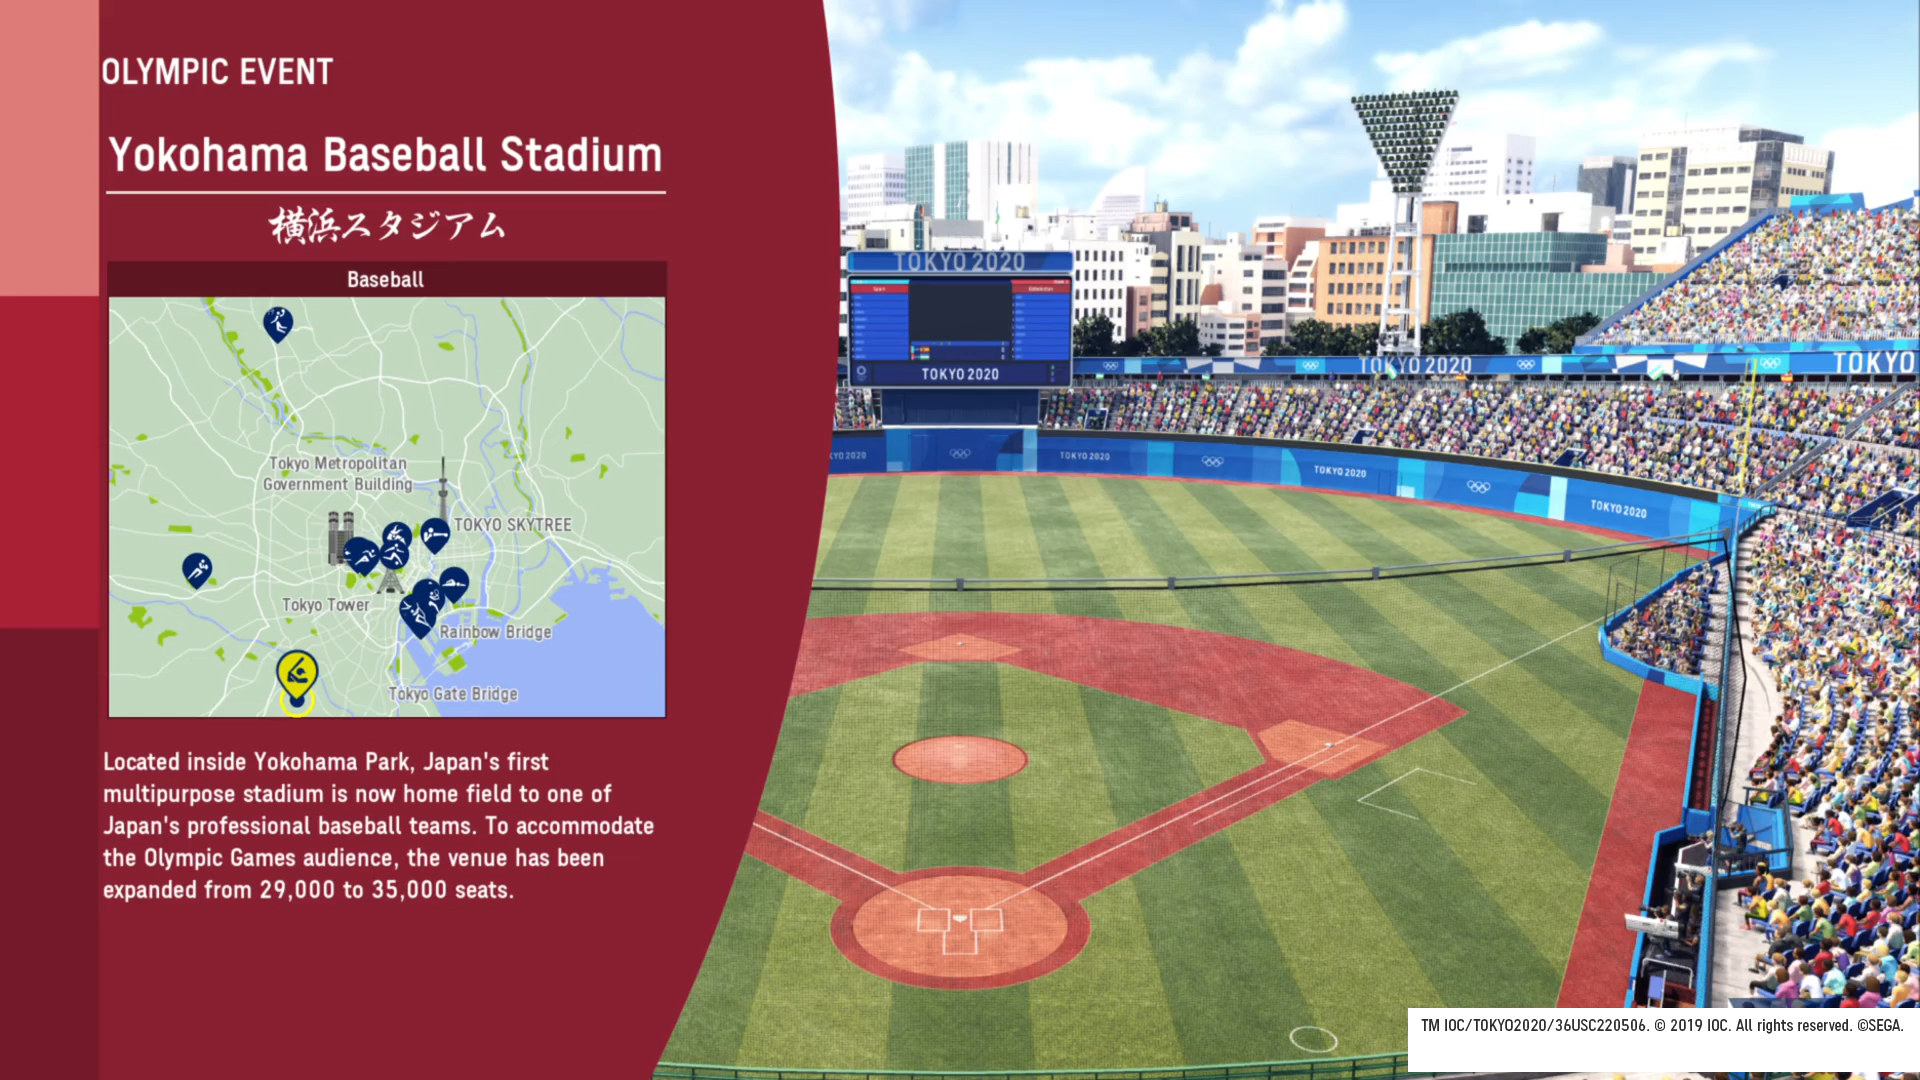 OLYMPIC EVENT
Yokohama Baseball Stadium
横浜スタジアム
Baseball
Tokyo Metropolitan
Government Building
TOKYO SKYTREE
Tokyo Tower
Rainbow Bridge
Tokyo Gate Bridge
Located inside Yokohama Park, Japan's first
multipurpose stadium is now home field to one of
Japan's professional baseball teams. To accommodate
the Olympic Games audience, the venue has been
expanded from 29,000 to 35,000 seats.
TOKYO 2020
TOKYO 2020
TOKYO 2020
TOKYO
TOKYO 2020
TOKYO 2020
TOKYO 2020
TM IOC/TOKYO2020/36USC220506. © 2019 IOC. All rights reserved. ©SEGA.